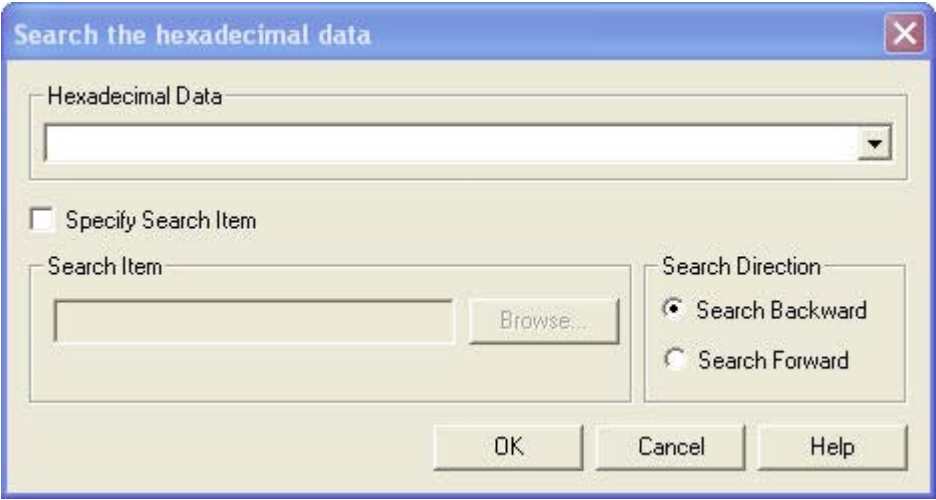 Search the hexadecimal data
Hexadecimal Data
Specify Search Item
Search Item
Search Direction
Browse...
Search Backward
Search Forward
OK
Cancel
Help